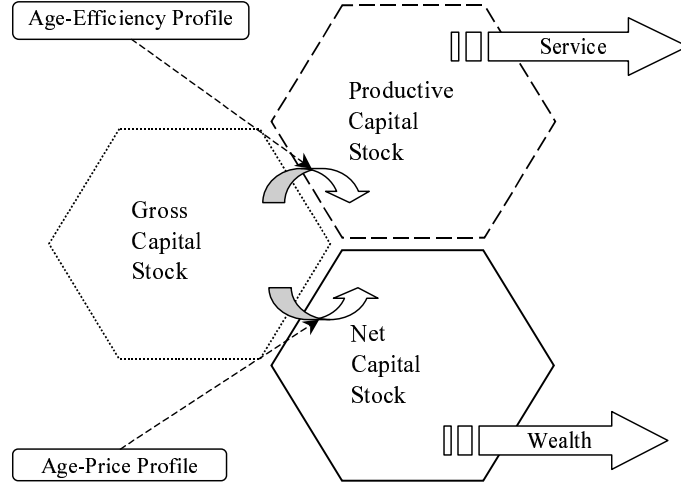 Age-Efficiency Profile
Service
Productive
Capital
Stock
Gross
Capital
Stock
Net
Capital
Stock
Wealth
Age-Price Profile